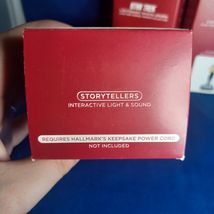 STAR TREK
STORYTELLERS
INTERACTIVE LIGHT & SOUND
REQUIRES HALLMARK'S KEEPSAKE POWER CORD
NOT INCLUDED